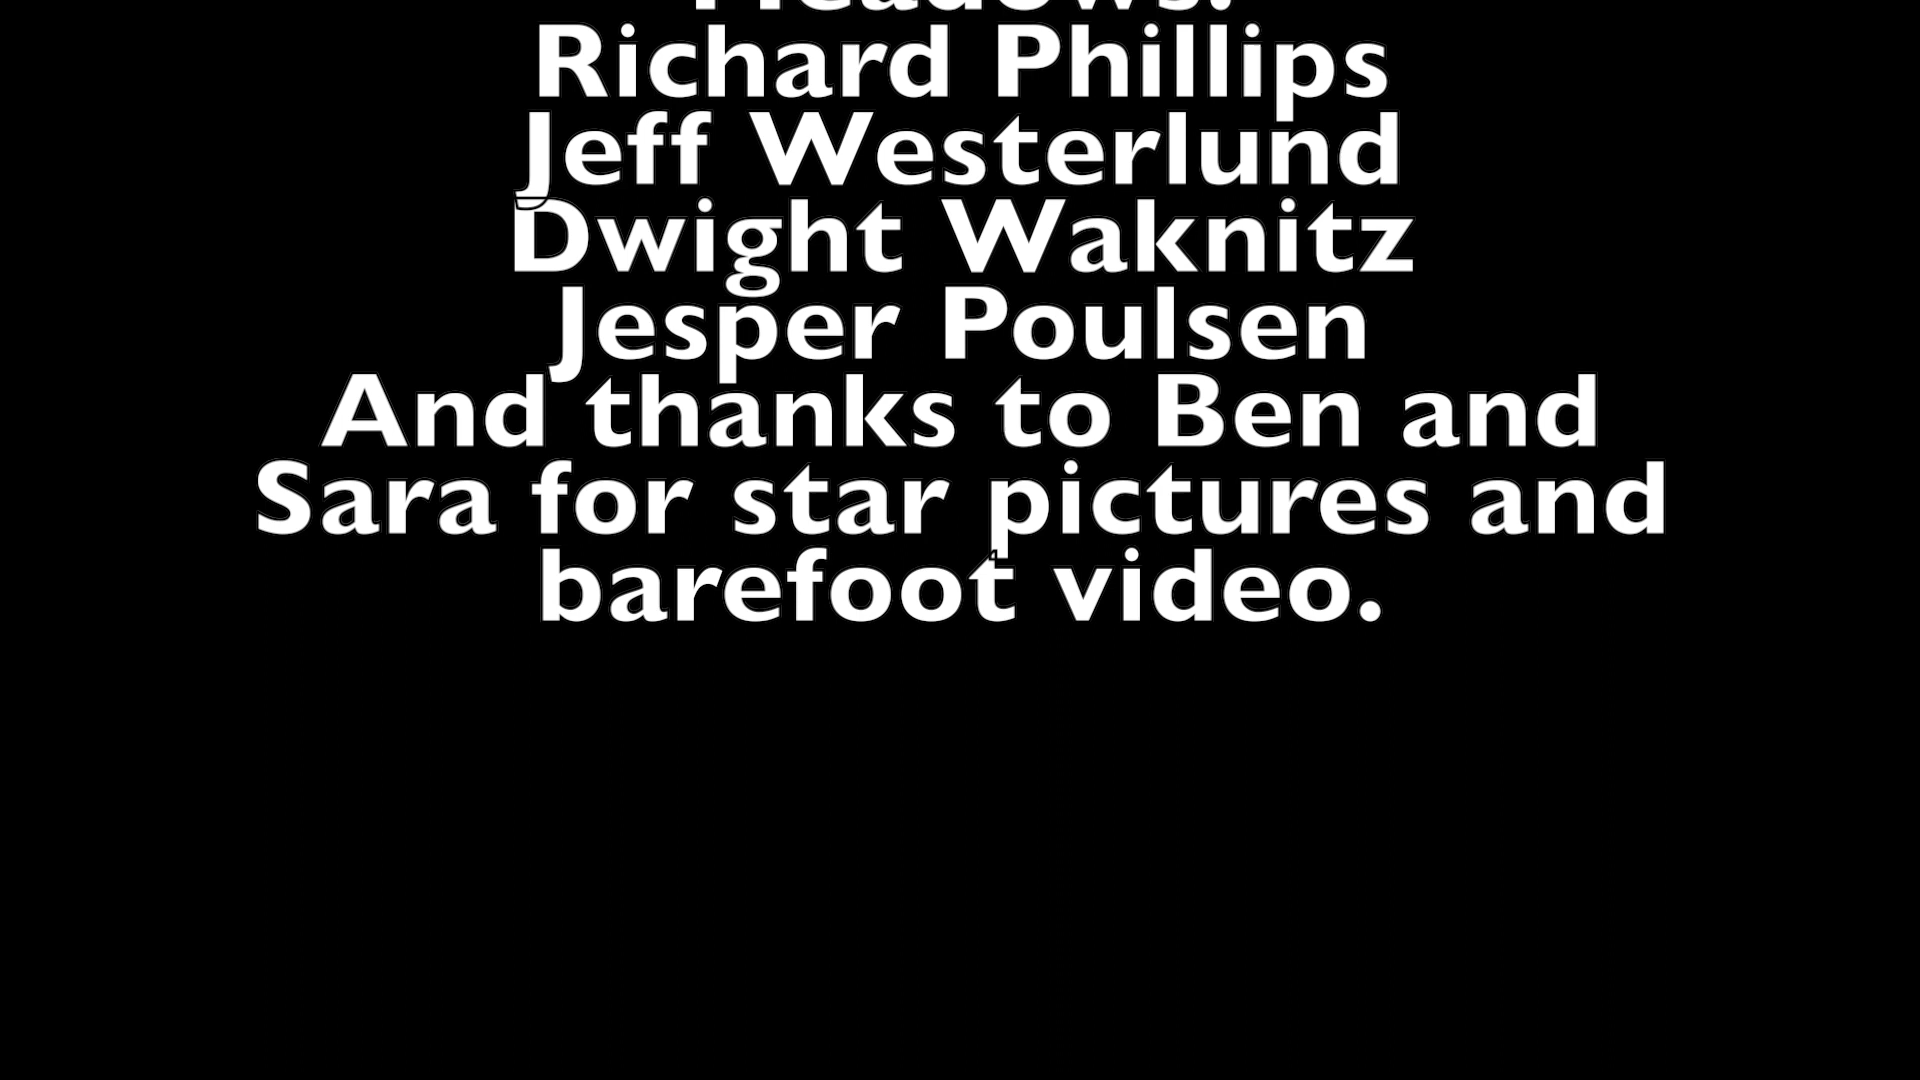 Meadows:
Richard Phillips
Jeff Westerlund
Dwight Waknitz
Jesper Poulsen
And thanks to Ben and
Sara for star pictures and
barefoot video.